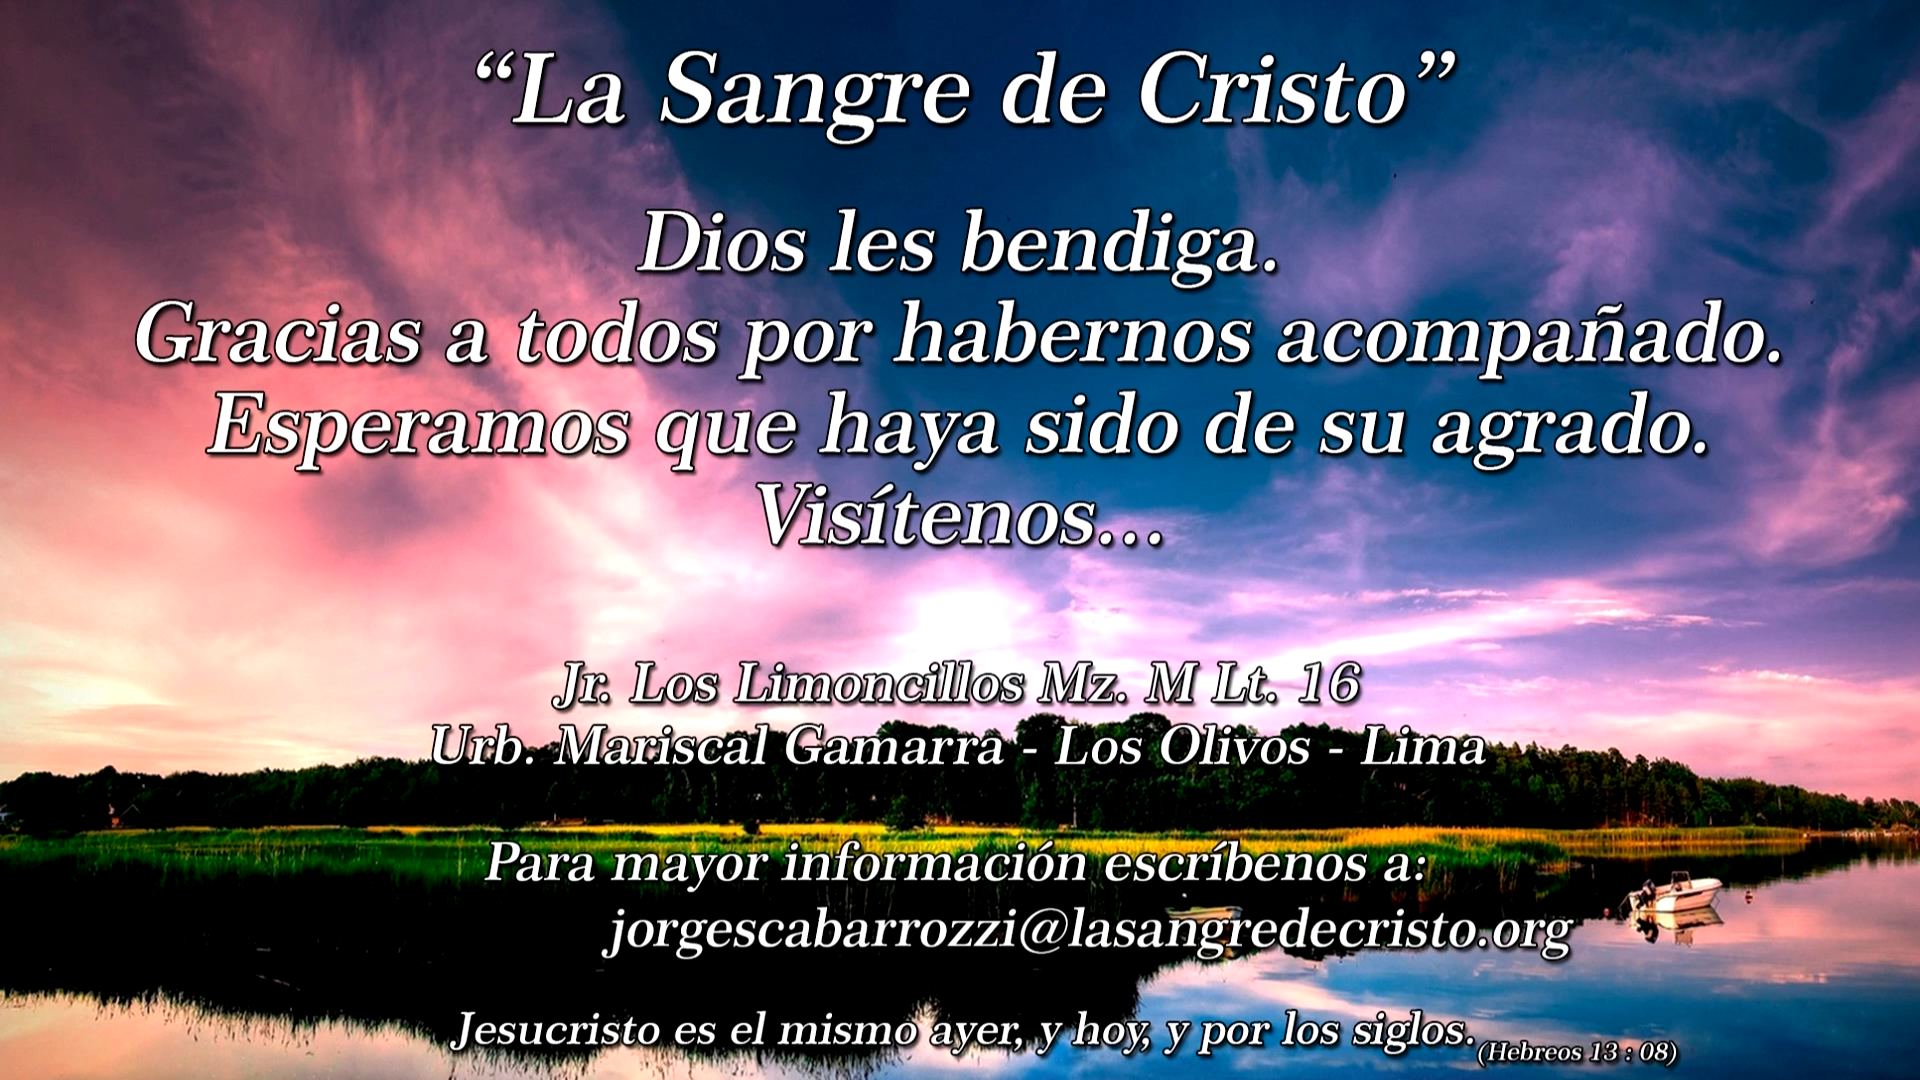 “La Sangre de Cristo”
Dios les bendiga.
Gracias a todos por habernos acompañado.
Esperamos que haya sido de su agrado.
Visítenos...
Jr. Los Limoncillos Mz. M Lt. 16
Urb. Mariscal Gamarra - Los Olivos - Lima
Para mayor información escríbenos a:
jorgescabarrozzi@lasangredecristo.org
Jesucristo es el mismo ayer, y hoy, y por los siglos. (Hebreos 13 : 08)